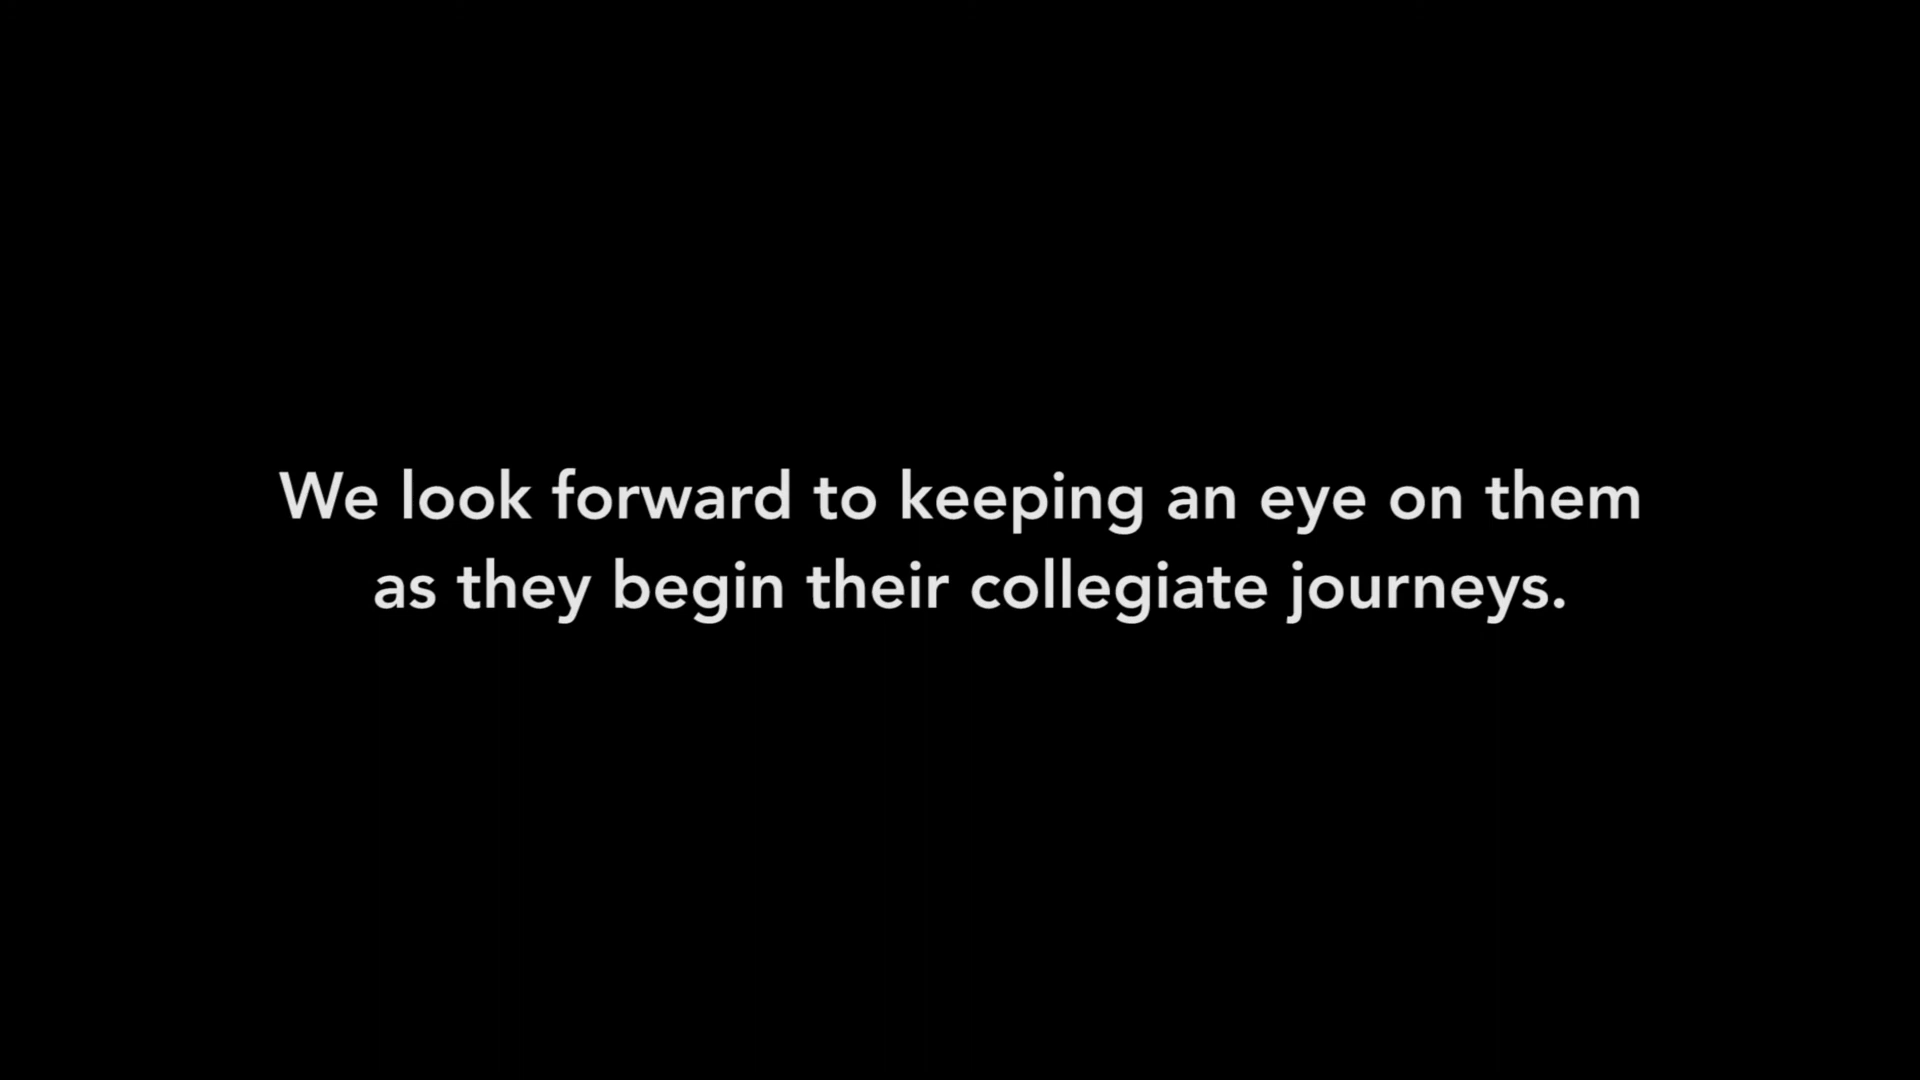 We look forward to keeping an eye on them
as they begin their collegiate journeys.